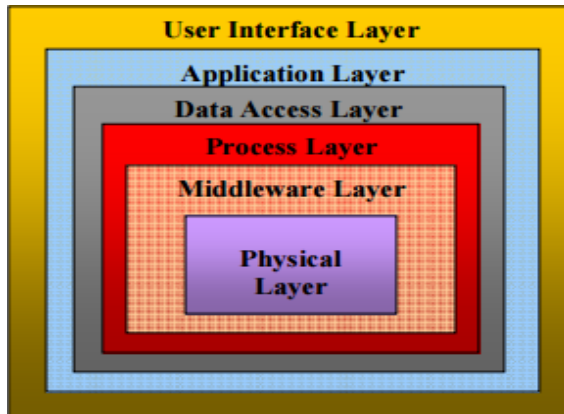 User Interface Layer
Application Layer
Data Access Layer
Process Layer
Middleware Layer
Physical
Layer